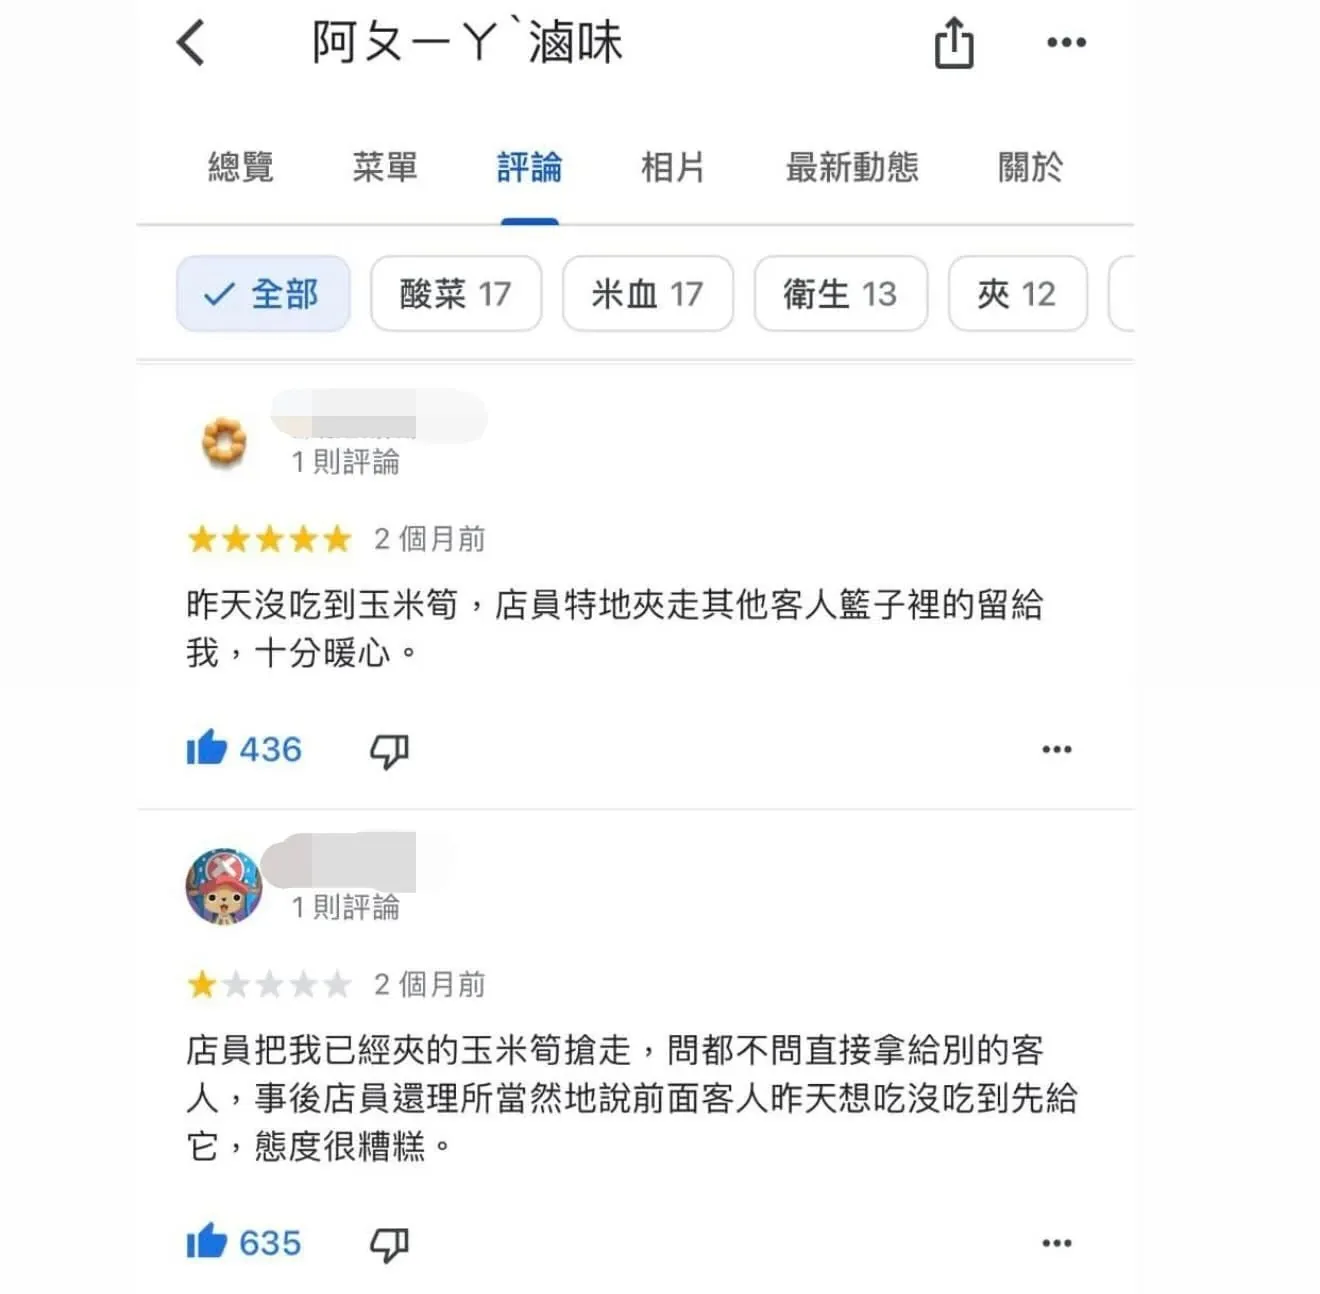 阿ㄆㄧㄚˋ滷味
總覽 菜單 評論 相片 最新動態 關於
全部 酸菜 17 米血 17 衛生 13 夾 12
1 則評論
2 個月前
昨天沒吃到玉米筍，店員特地夾走其他客人籃子裡的留給
我，十分暖心。
436
1 則評論
2 個月前
店員把我已經夾的玉米筍搶走，問都不問直接拿給別的客
人，事後店員還理所當然地說前面客人昨天想吃沒吃到先給
它，態度很糟糕。
635